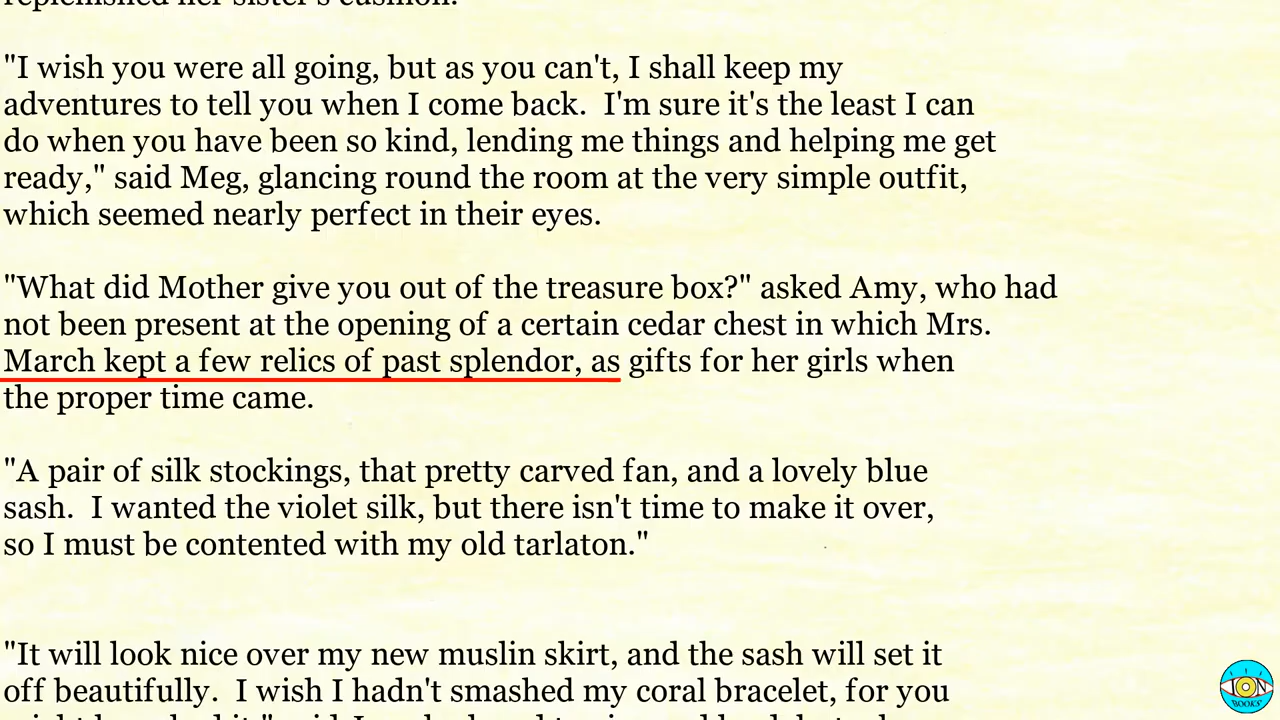 replenished her sister's cushion.
"I wish you were all going, but as you can't, I shall keep my
adventures to tell you when I come back.  I'm sure it's the least I can
do when you have been so kind, lending me things and helping me get
ready," said Meg, glancing round the room at the very simple outfit,
which seemed nearly perfect in their eyes.
"What did Mother give you out of the treasure box?" asked Amy, who had
not been present at the opening of a certain cedar chest in which Mrs.
March kept a few relics of past splendor, as gifts for her girls when
the proper time came.
"A pair of silk stockings, that pretty carved fan, and a lovely blue
sash.  I wanted the violet silk, but there isn't time to make it over,
so I must be contented with my old tarlaton."
"It will look nice over my new muslin skirt, and the sash will set it
off beautifully.  I wish I hadn't smashed my coral bracelet, for you
ION
BOOKS